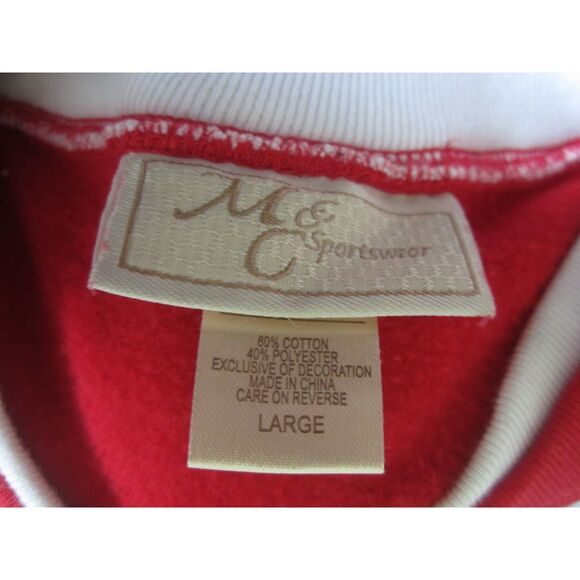 M &
C Sportswear
60% COTTON
40% POLYESTER
EXCLUSIVE OF DECORATION
MADE IN CHINA
CARE ON REVERSE
LARGE